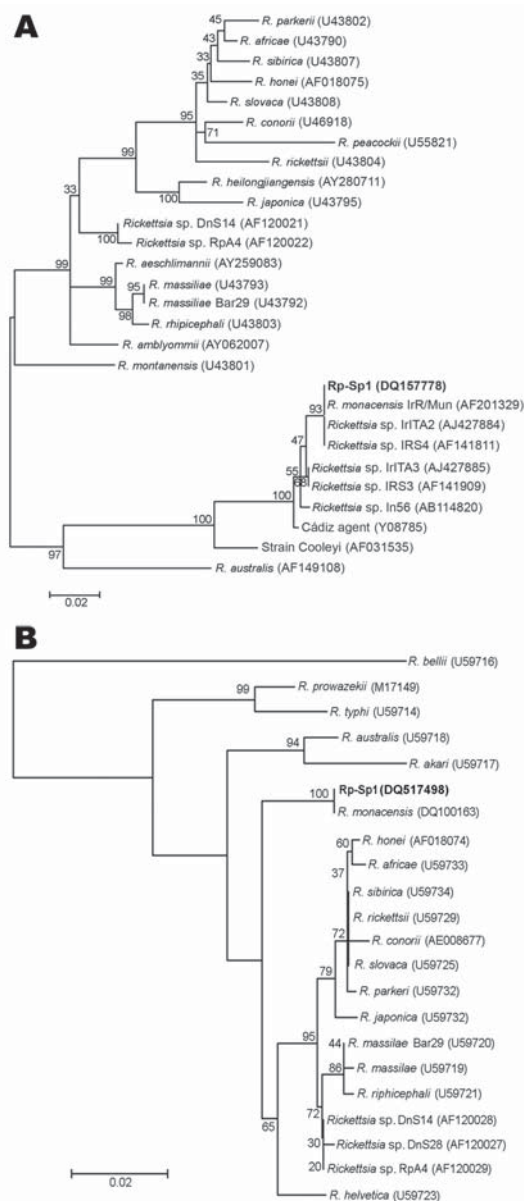 A
45
R. parkerii (U43802)
43
R. africae (U43790)
33
R. sibirica (U43807)
35
R. honei (AF018075)
R. slovaca (U43808)
95
R. conorii (U46918)
71
R. peacockii (U55821)
99
R. rickettsii (U43804)
R. heilongjiangensis (AY280711)
33
100
R. japonica (U43795)
Rickettsia sp. DnS14 (AF120021)
100
Rickettsia sp. RpA4 (AF120022)
99
R. aeschlimannii (AY259083)
99
95
R. massiliae (U43793)
R. massiliae Bar29 (U43792)
98
R. rhipicephali (U43803)
R. amblyommii (AY062007)
R. montanensis (U43801)
Rp-Sp1 (DQ157778)
93
R. monacensis IrR/Mun (AF201329)
Rickettsia sp. IrITA2 (AJ427884)
47
Rickettsia sp. IRS4 (AF141811)
55
Rickettsia sp. IrITA3 (AJ427885)
68
Rickettsia sp. IRS3 (AF141909)
100
Rickettsia sp. In56 (AB114820)
100
Cádiz agent (Y08785)
Strain Cooleyi (AF031535)
97
R. australis (AF149108)
0.02
B
R. bellii (U59716)
99
R. prowazekii (M17149)
R. typhi (U59714)
94
R. australis (U59718)
R. akari (U59717)
100
Rp-Sp1 (DQ517498)
R. monacensis (DQ100163)
60
R. honei (AF018074)
37
R. africae (U59733)
R. sibirica (U59734)
R. rickettsii (U59729)
72
R. conorii (AE008677)
R. slovaca (U59725)
79
R. parkeri (U59732)
R. japonica (U59732)
95
44
R. massilae Bar29 (U59720)
86
R. massilae (U59719)
R. riphicephali (U59721)
72
Rickettsia sp. DnS14 (AF120028)
30
Rickettsia sp. DnS28 (AF120027)
65
20
Rickettsia sp. RpA4 (AF120029)
R. helvetica (U59723)
0.02